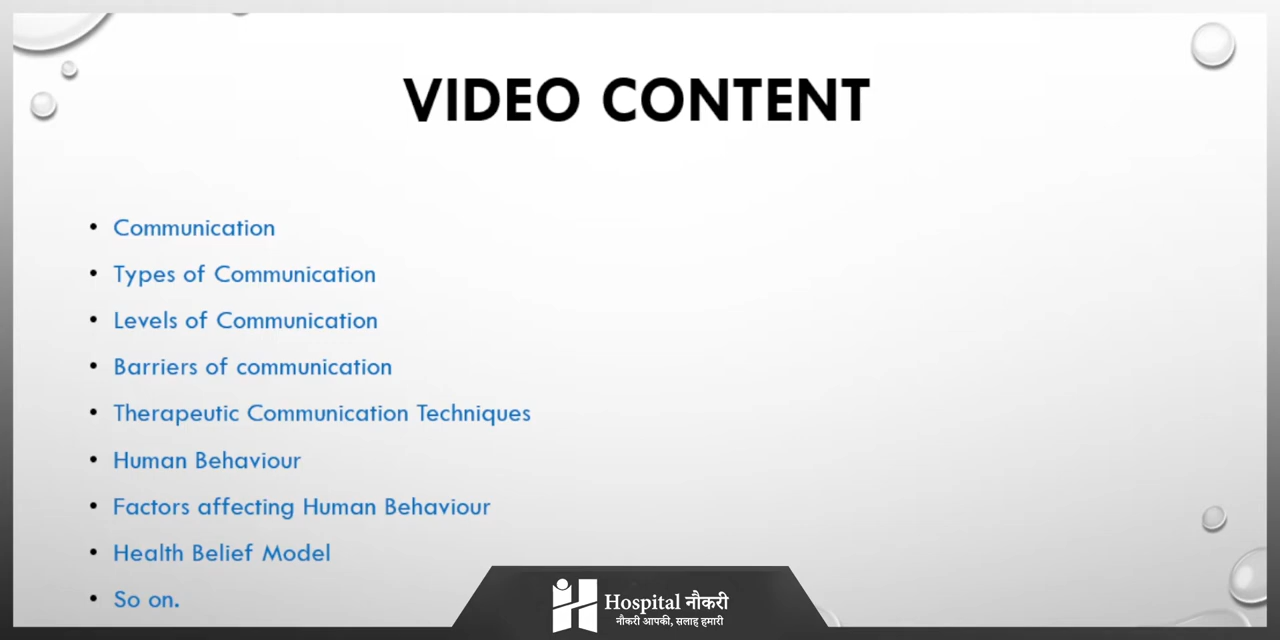 VIDEO CONTENT
• Communication
• Types of Communication
• Levels of Communication
• Barriers of communication
• Therapeutic Communication Techniques
• Human Behaviour
• Factors affecting Human Behaviour
• Health Belief Model
• So on.
Hospital नौकरी
नौकरी आपकी, सलाह हमारी